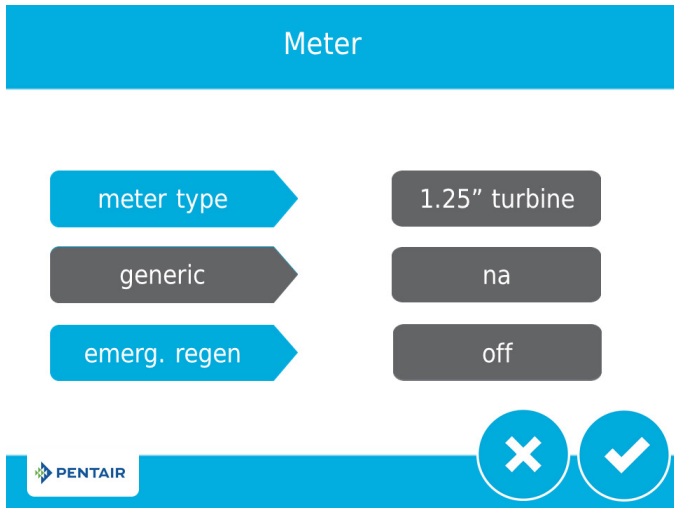 Meter
meter type
1.25” turbine
generic
na
emerg. regen
off
PENTAIR